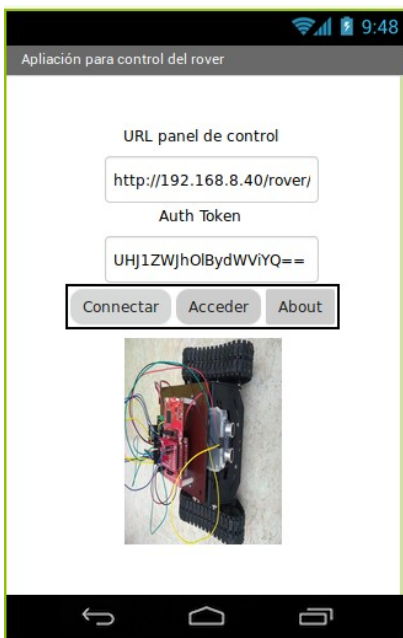 9:48
Apliación para control del rover
URL panel de control
http://192.168.8.40/rover/
Auth Token
UHJ1ZWJhOlBydWViYQ==
Connectar Acceder About